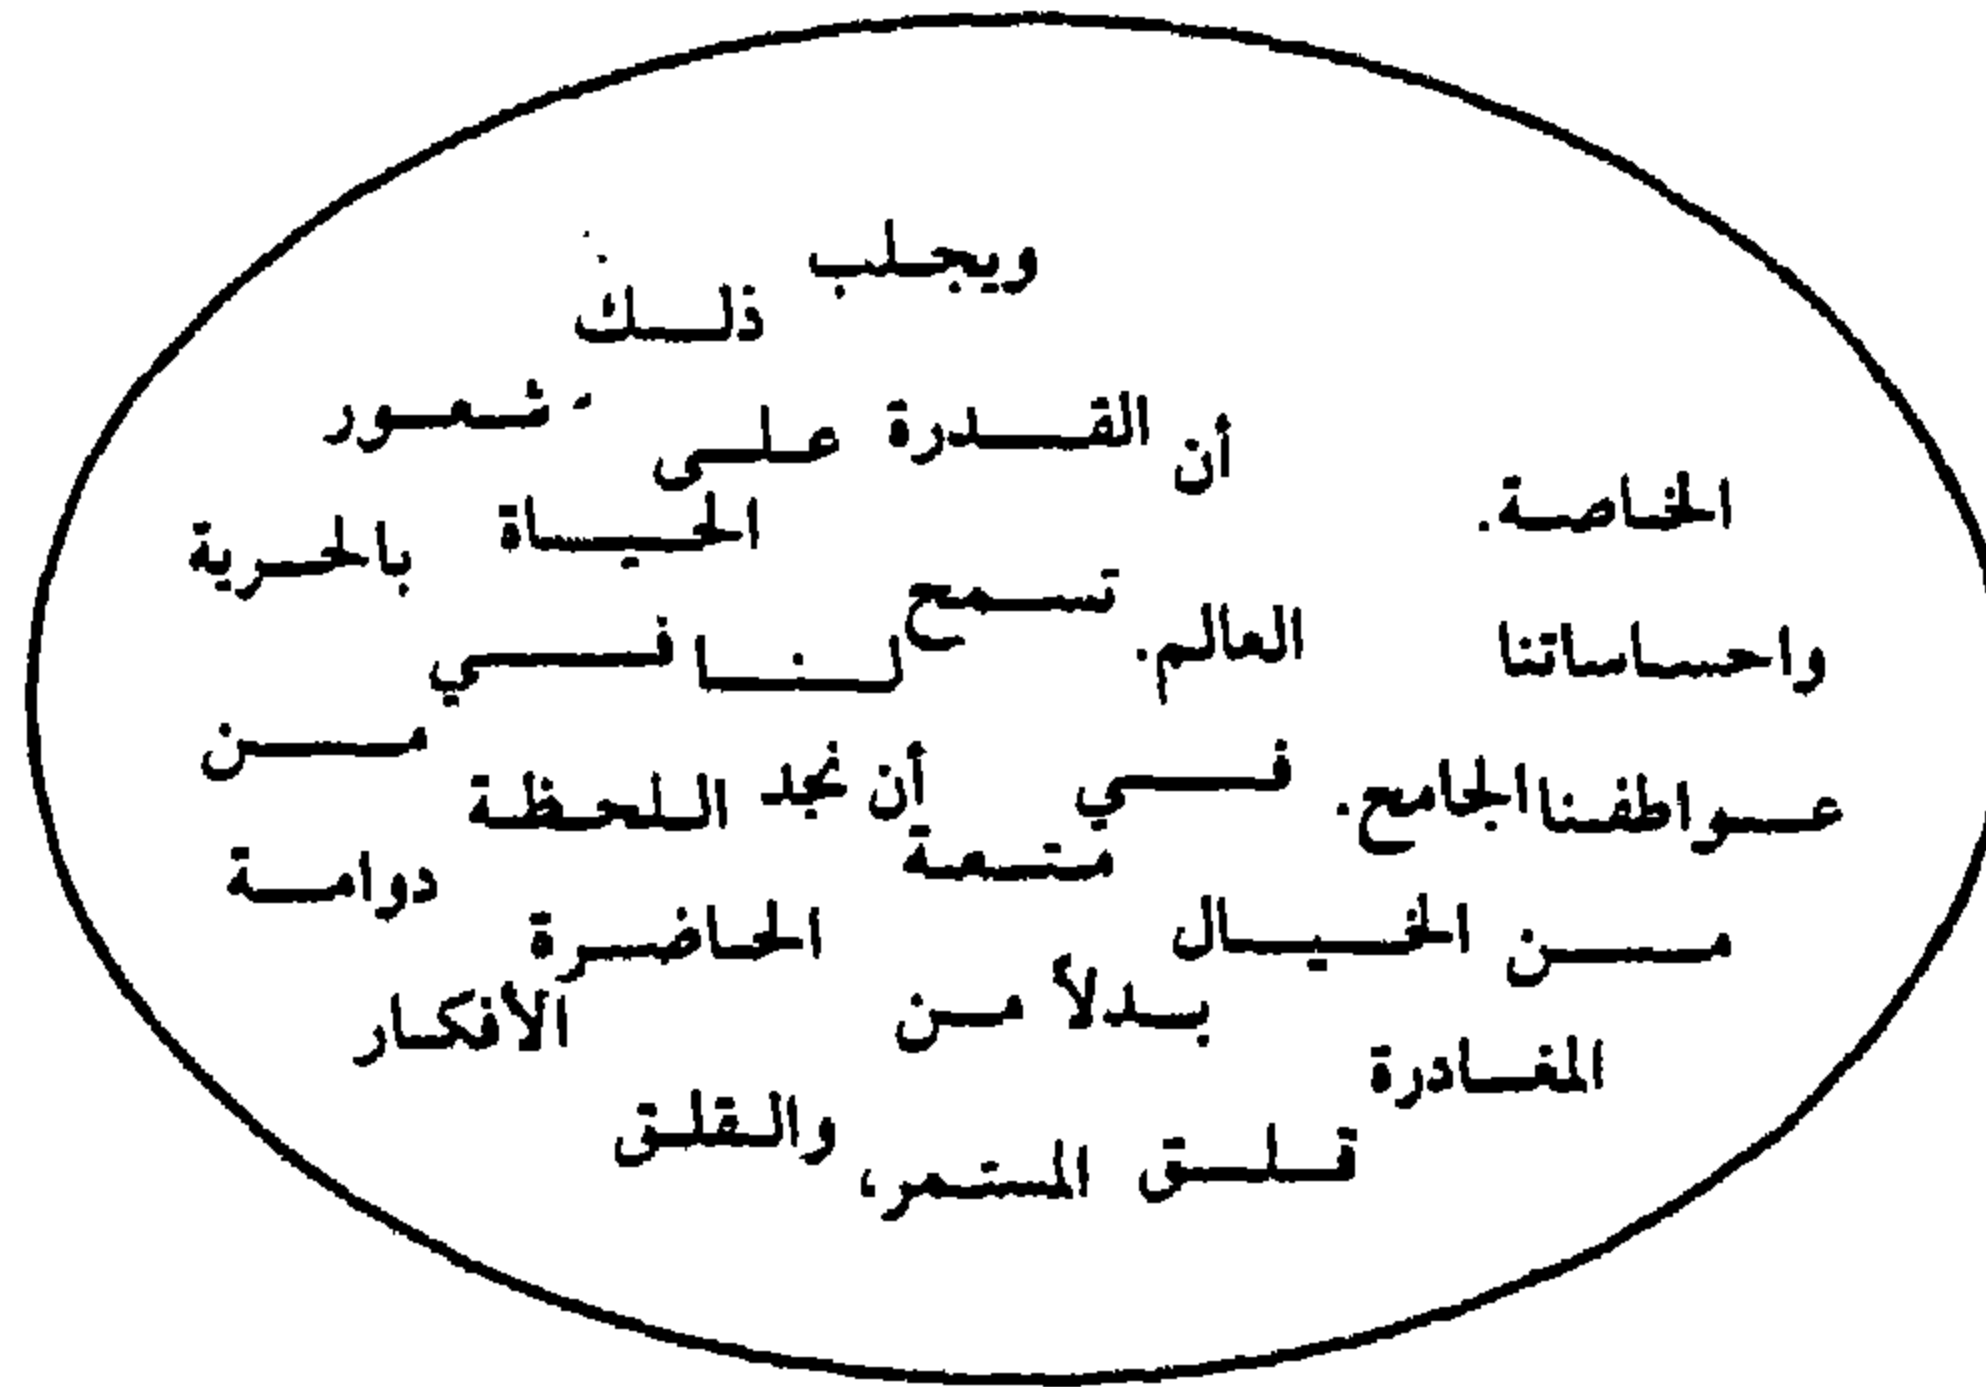 أن القدرة على
الحياة
في
اللحظة
الحاضرة
بدلاً من
الخيال
الجامح.
تسمح
لنا
أن نجد
متعة
في
العالم.
ويجلب
ذلك
شعور
بالحرية
من
دوامة
الأفكار
والقلق
المستمر،
قلق
المغادرة
من
عواطفنا
واحساساتنا
الخاصة.